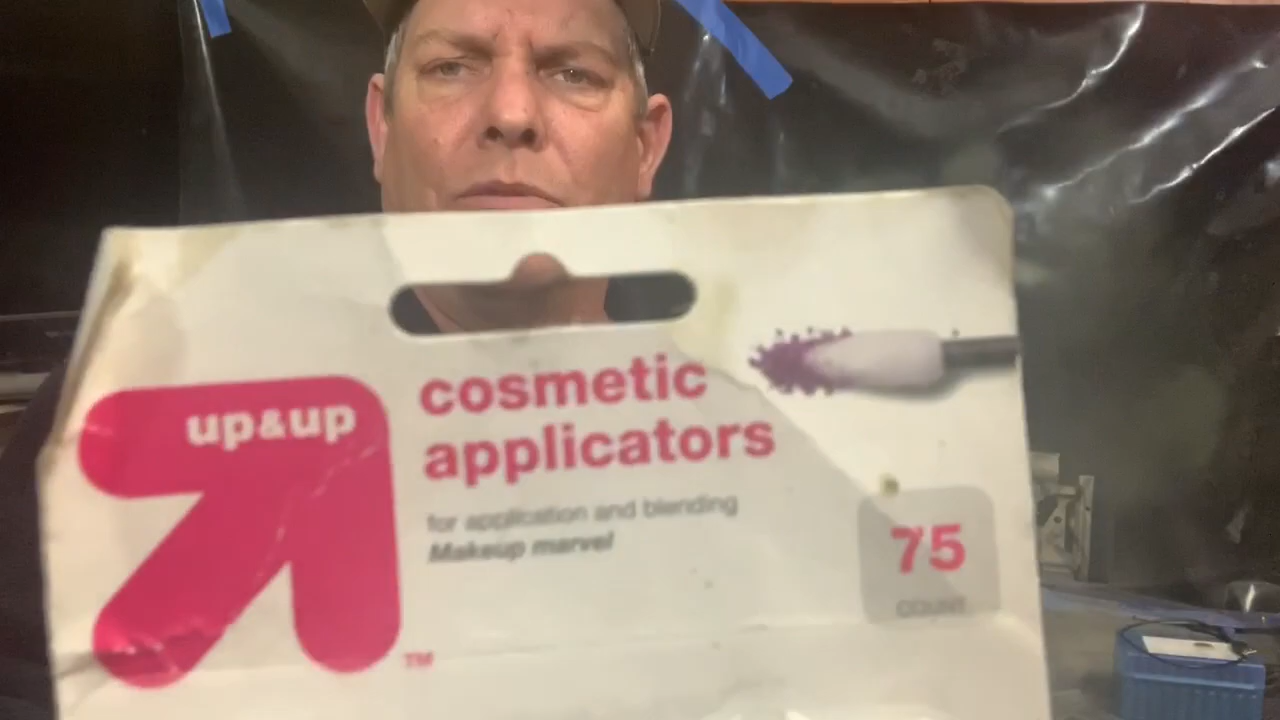 up&up
cosmetic
applicators
for application and blending
Makeup marvel
75
COUNT
TM